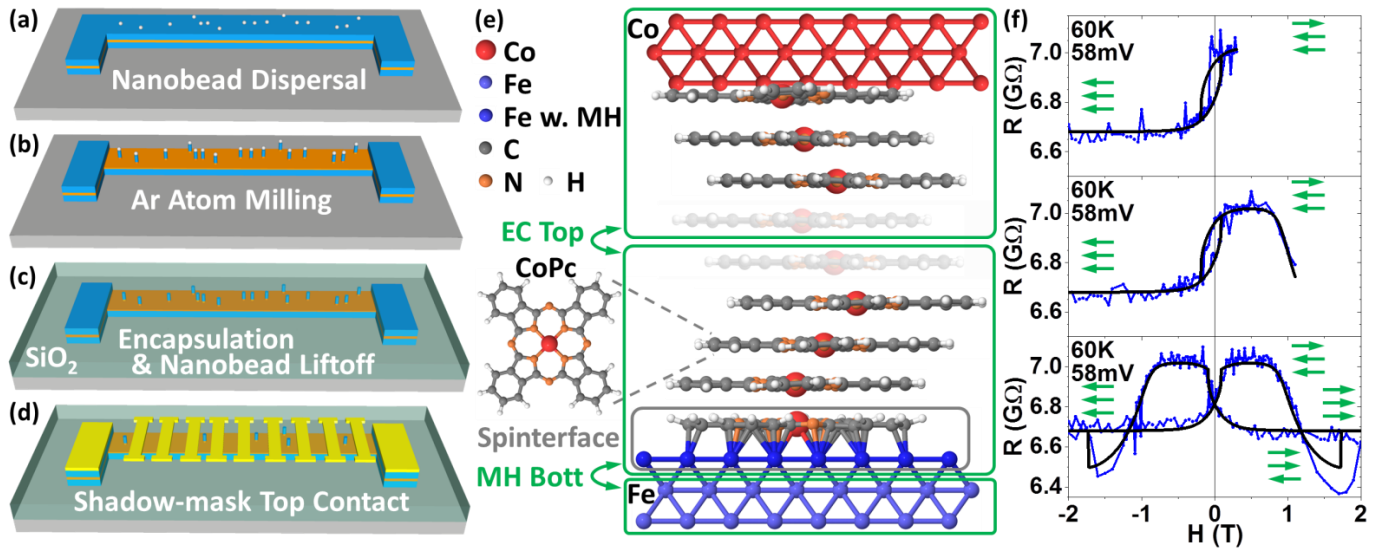 (a)
Nanobead Dispersal
(b)
Ar Atom Milling
(c)
SiO2
Encapsulation
& Nanobead Liftoff
(d)
Shadow-mask Top Contact
(e)
Co
Fe
Fe w. MH
C
N H
Co
EC Top
CoPc
Spinterface
MH Bott
Fe
(f)
60K
58mV
7.0
6.8
6.6
R (GΩ)
60K
58mV
7.0
6.8
6.6
R (GΩ)
60K
58mV
7.0
6.8
6.6
6.4
R (GΩ)
-2 -1 0 1 2
H (T)